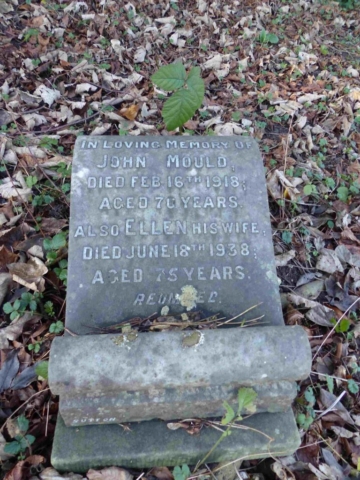 IN LOVING MEMORY OF
JOHN MOULD,
DIED FEB 16TH 1918,
AGED 70 YEARS.
ALSO ELLEN HIS WIFE,
DIED JUNE 18TH 1938,
AGED 75 YEARS.
REUNITED.